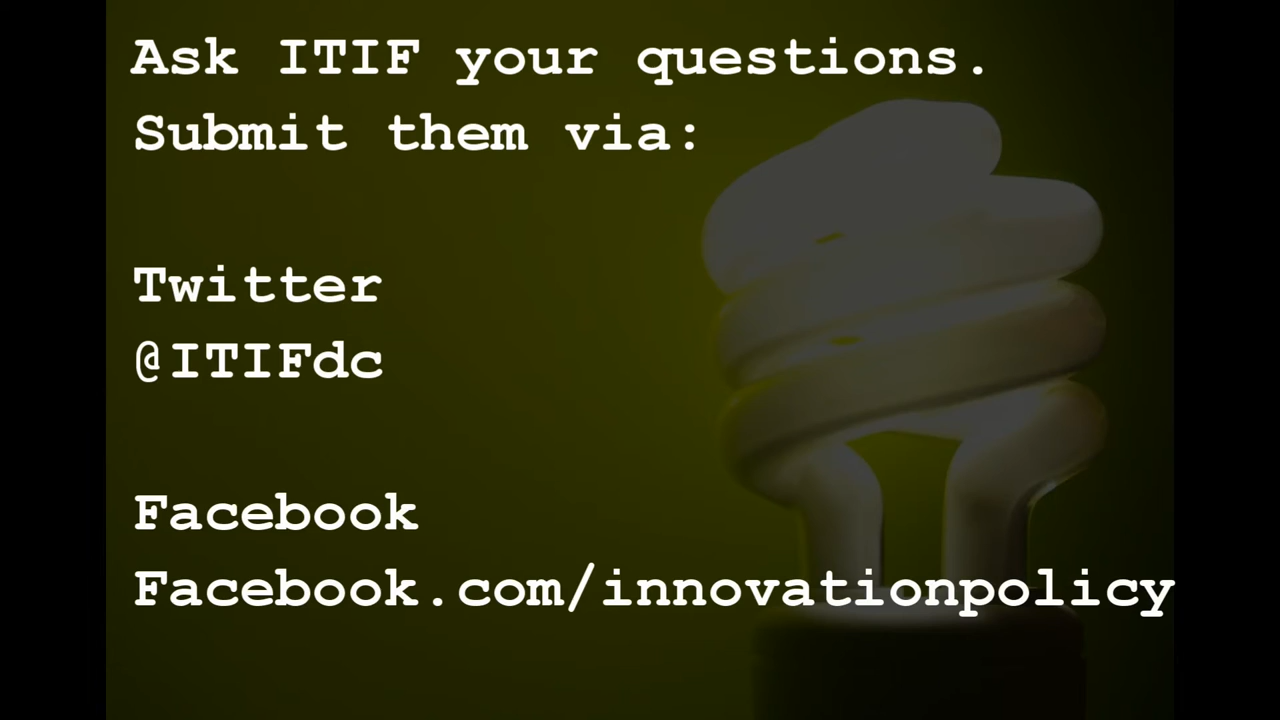 Ask ITIF your questions.
Submit them via:
Twitter
@ITIFdc
Facebook
Facebook.com/innovationpolicy